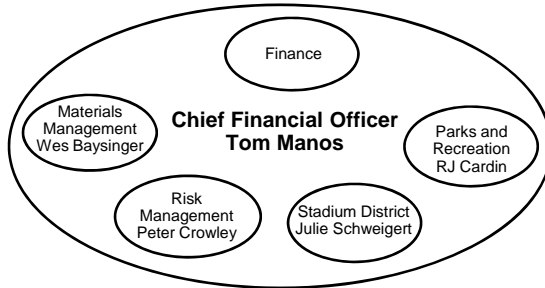 Finance
Chief Financial Officer
Tom Manos
Materials
Management
Wes Baysinger
Parks and
Recreation
RJ Cardin
Risk
Management
Peter Crowley
Stadium District
Julie Schweigert